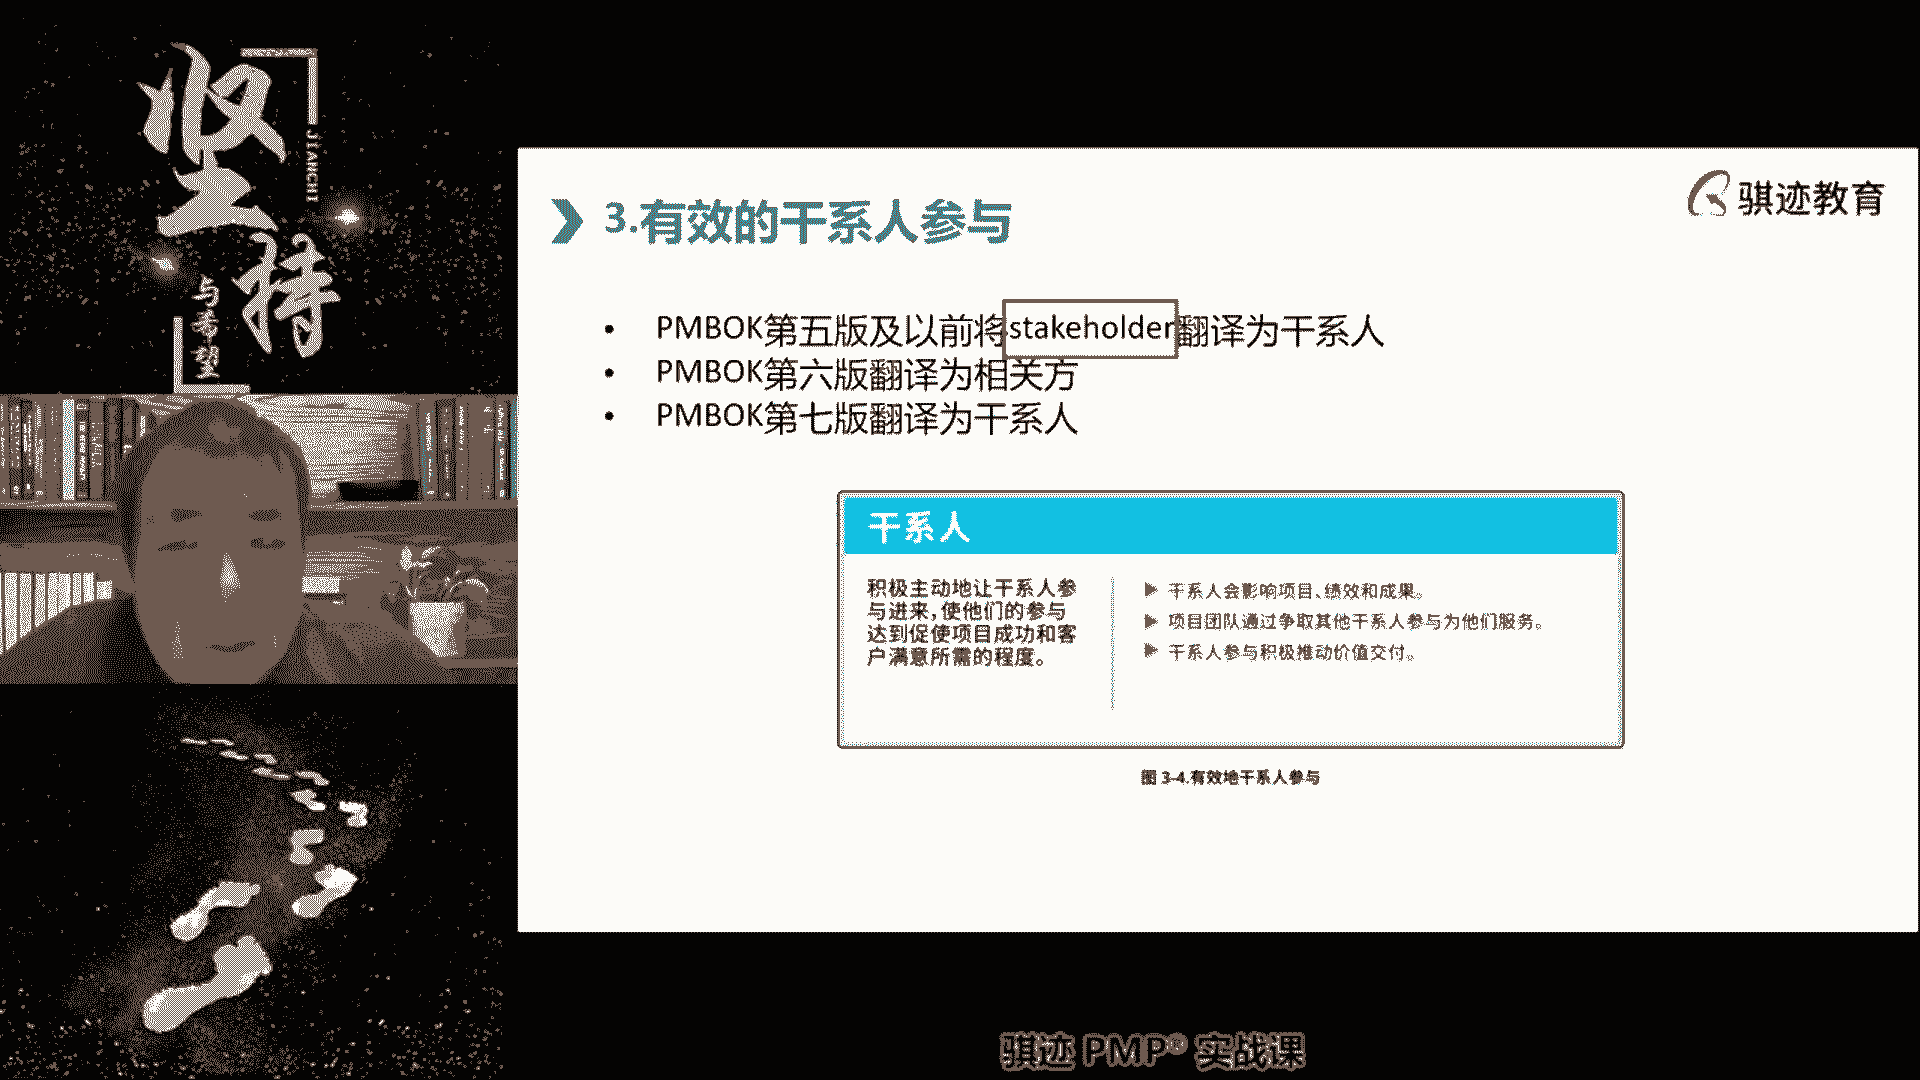 坚持
JIANCHI
与希望
骐迹教育
3.有效的干系人参与
• PMBOK第五版及以前将stakeholder翻译为干系人
• PMBOK第六版翻译为相关方
• PMBOK第七版翻译为干系人
干系人
积极主动地让干系人参
与进来,使他们的参与
达到促使项目成功和客
户满意所需的程度。
▶ 干系人会影响项目、绩效和成果。
▶ 项目团队通过争取其他干系人参与为他们服务。
▶ 干系人参与积极推动价值交付。
图 3-4.有效地干系人参与
骐迹 PMP® 实战课